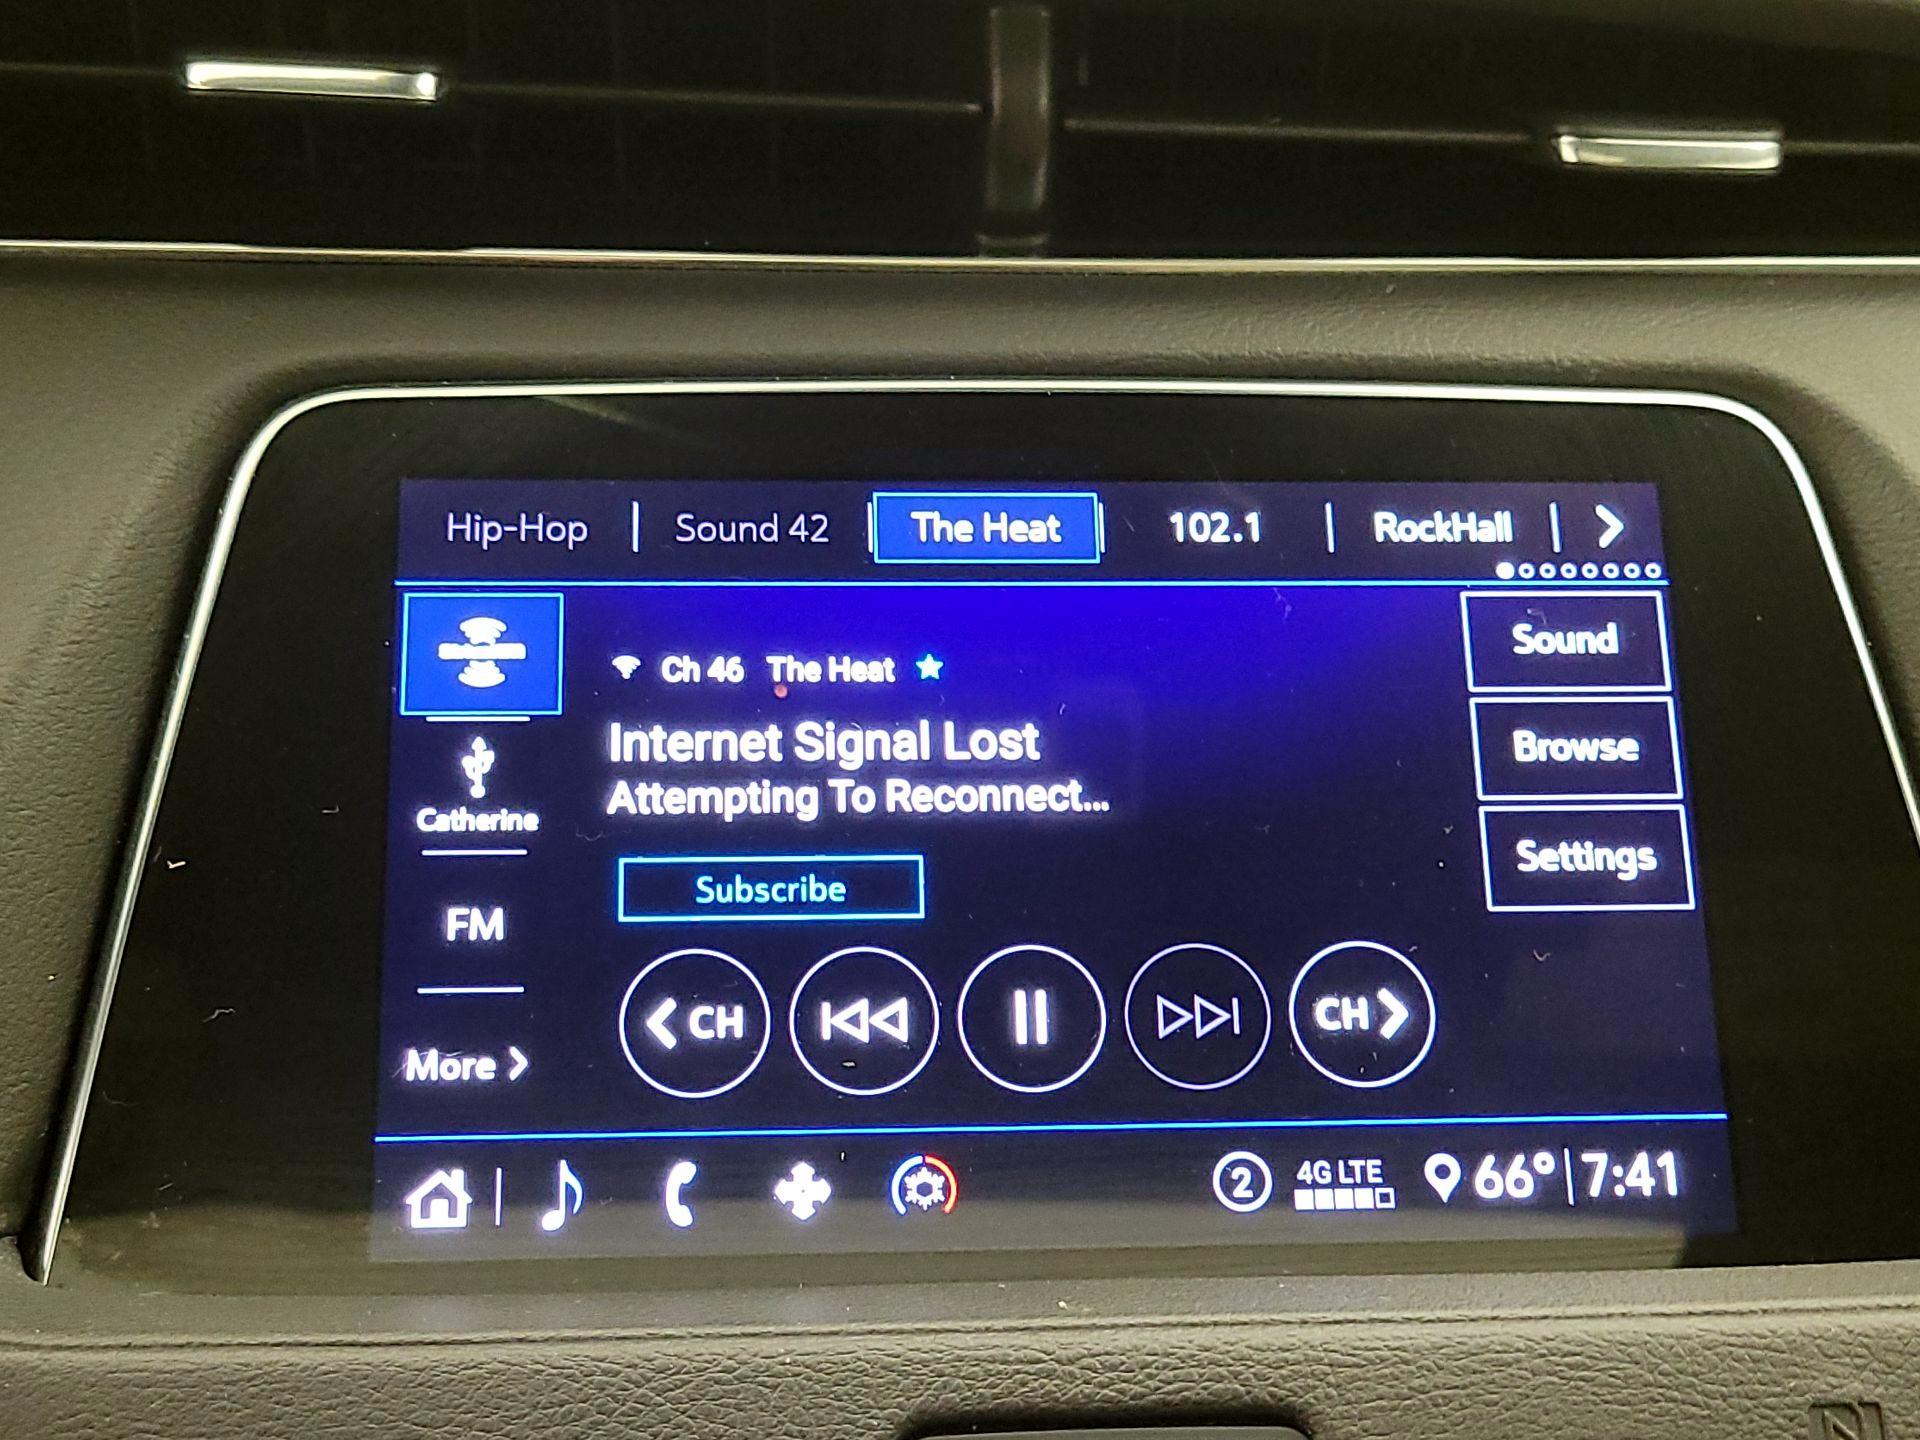 Hip-Hop | Sound 42 | The Heat | 102.1 | RockHall | >
Sound
Ch 46 The Heat
Internet Signal Lost
Browse
Attempting To Reconnect...
Catherine
Settings
Subscribe
FM
< CH
CH >
More >
2 4G LTE 66° | 7:41